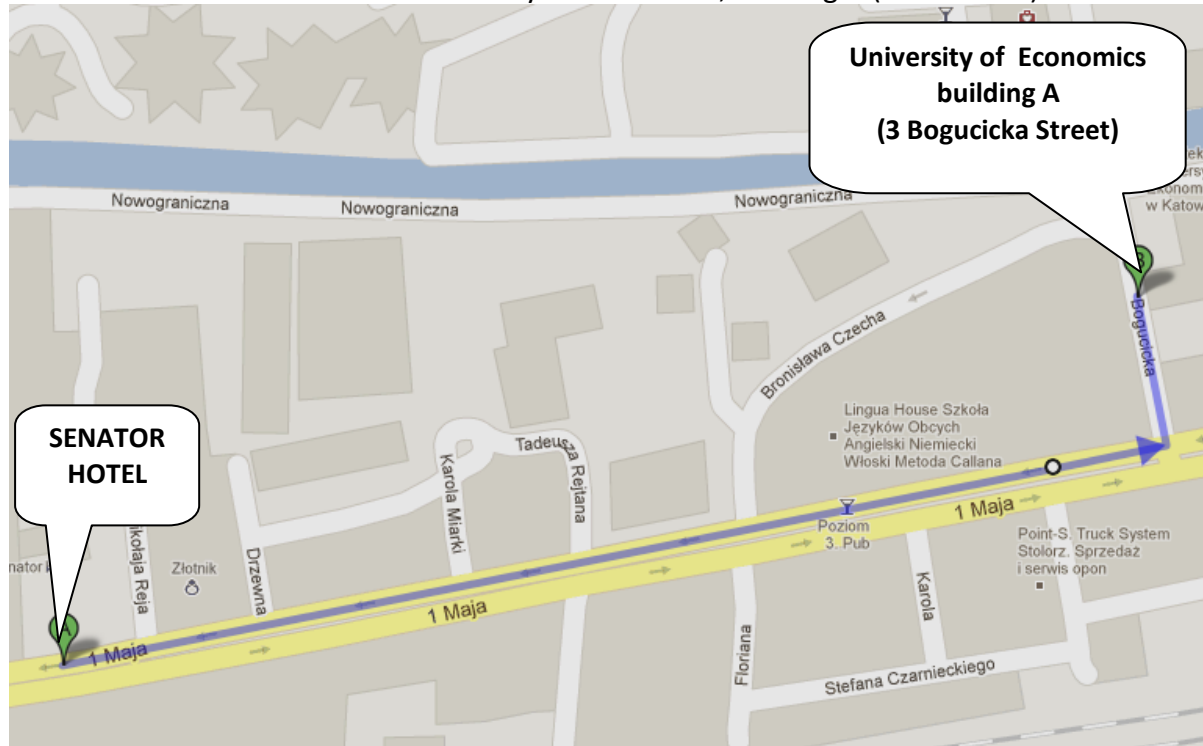 University of Economics
building A
(3 Bogucicka Street)
w Katow
Nowograniczna
Nowograniczna
Nowograniczna
B
Bogucicka
Bronisława Czecha
Lingua House Szkoła
Języków Obcych
Angielski Niemiecki
Włoski Metoda Callana
SENATOR
HOTEL
Tadeusza Rejtana
Karola Miarki
Poziom
3. Pub
1 Maja
Point-S. Truck System
Stolorz. Sprzedaż
i serwis opon
Złotnik
Drzewna
ikołaja Reja
Karola
1 Maja
A
1 Maja
Floriana
Stefana Czarnieckiego